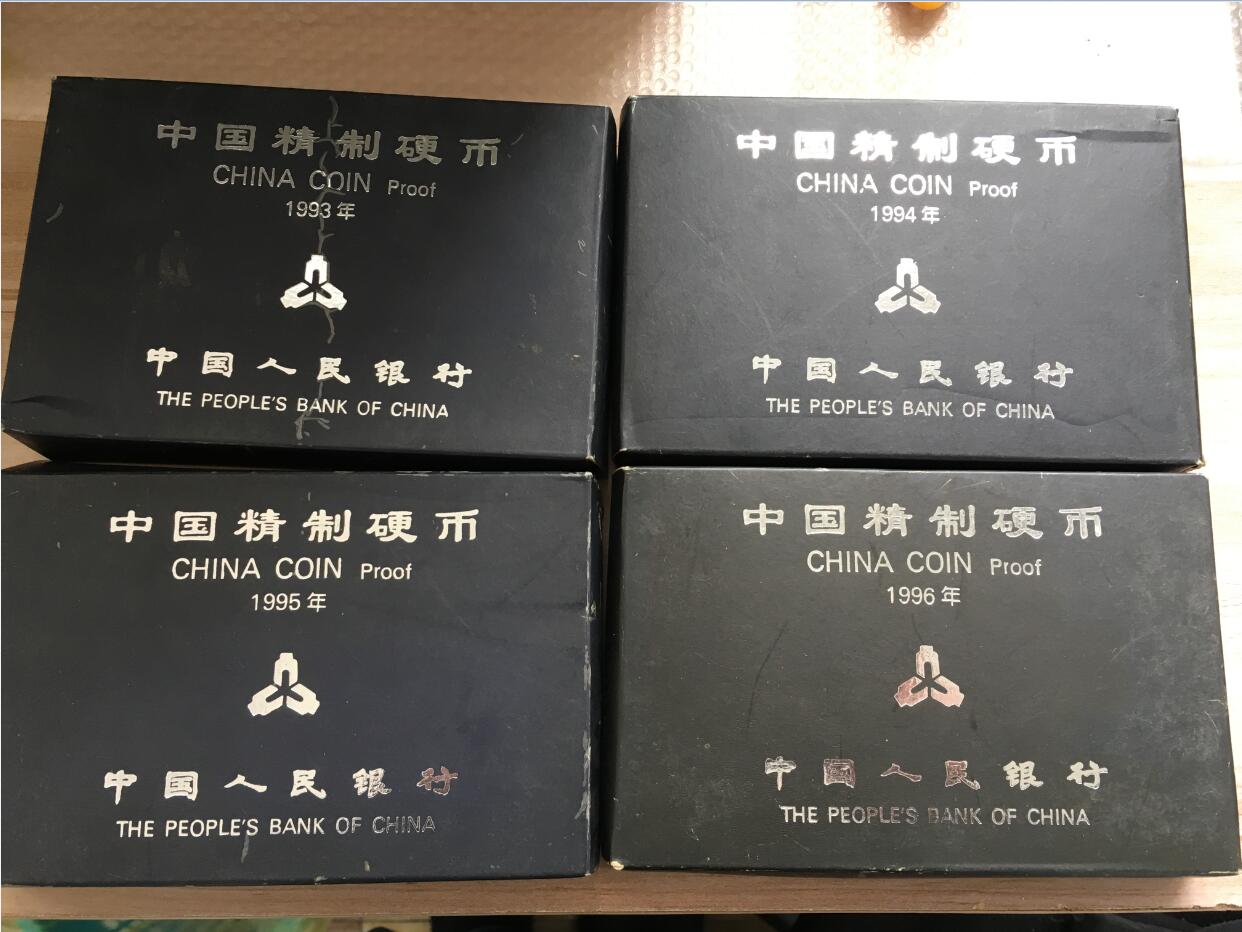 中国精制硬币
CHINA COIN Proof
1993年
中国人民银行
THE PEOPLE'S BANK OF CHINA
中国精制硬币
CHINA COIN Proof
1994年
中国人民银行
THE PEOPLE'S BANK OF CHINA
中国精制硬币
CHINA COIN Proof
1995年
中国人民银行
THE PEOPLE'S BANK OF CHINA
中国精制硬币
CHINA COIN Proof
1996年
中国人民银行
THE PEOPLE'S BANK OF CHINA